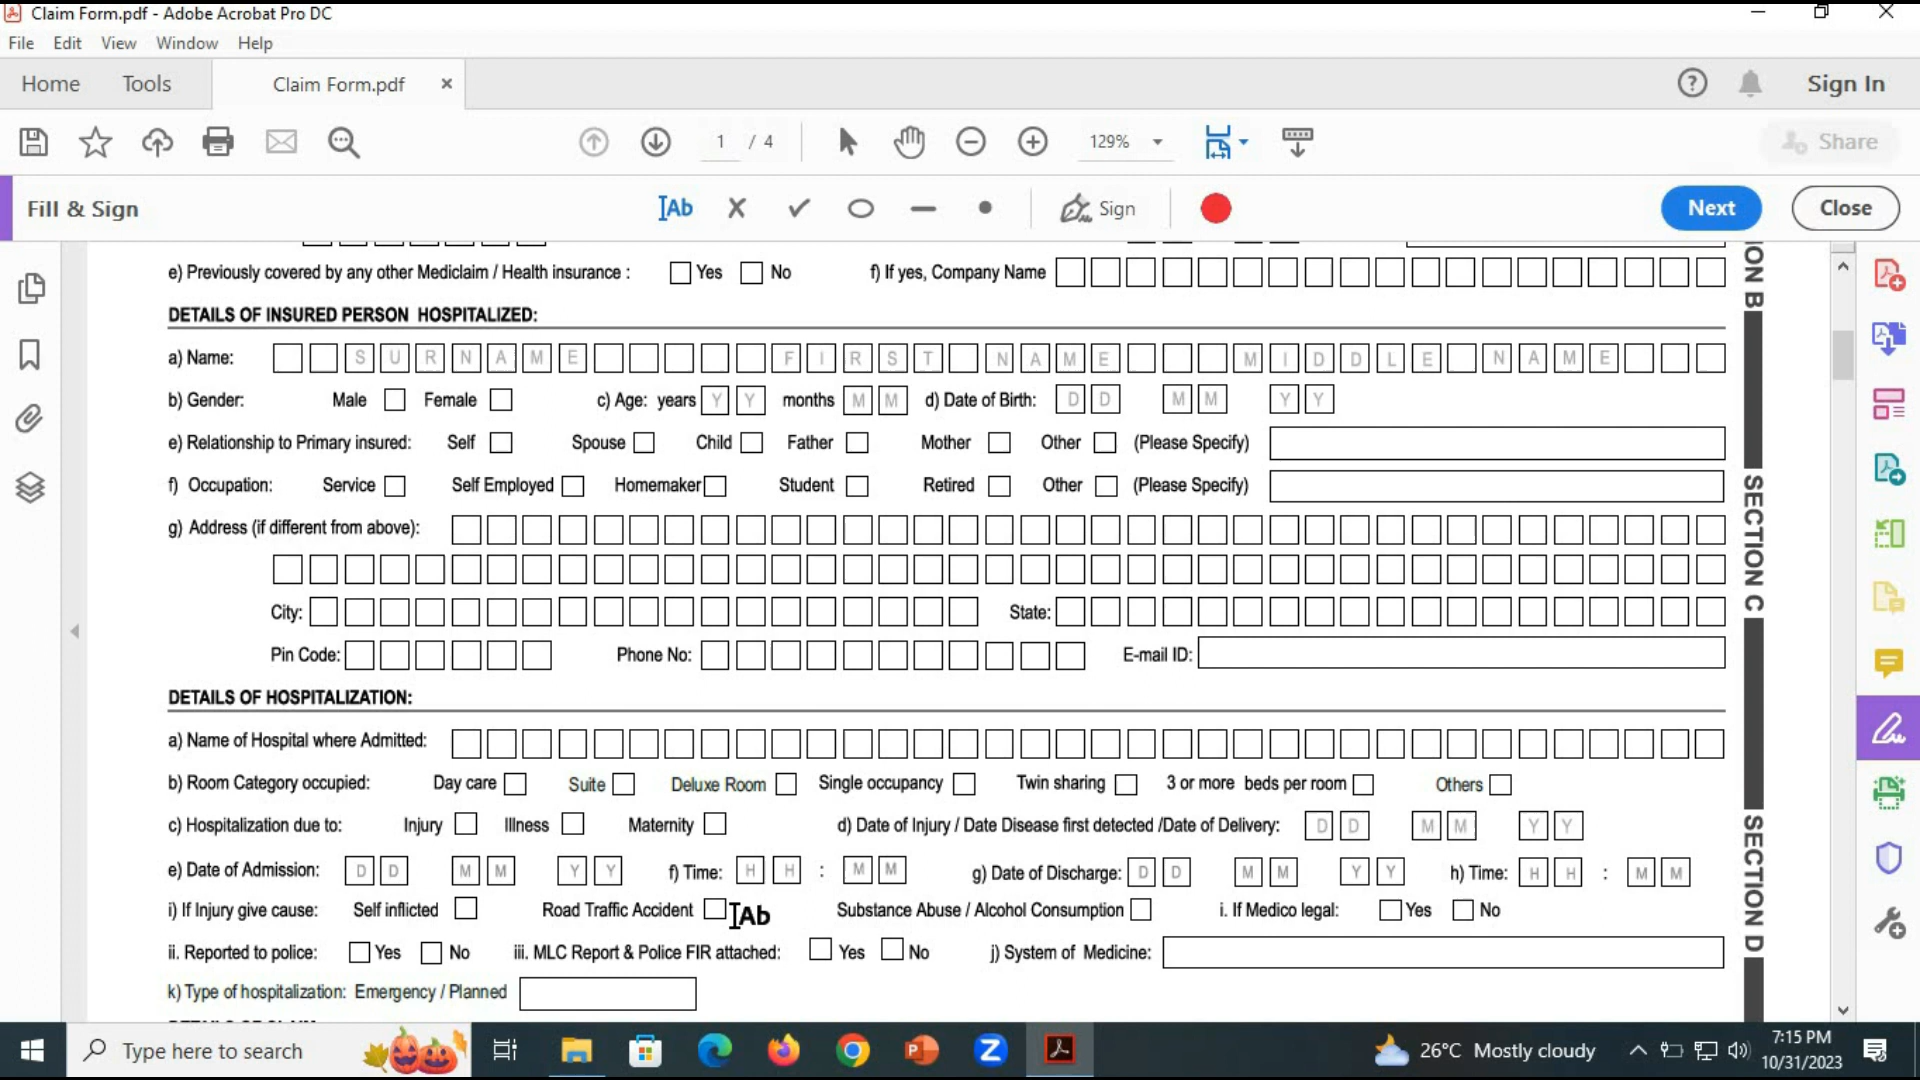 Claim Form.pdf - Adobe Acrobat Pro DC
File Edit View Window Help
Home Tools Claim Form.pdf × Sign In
1 / 4 129% Share
Fill & Sign Ab Sign Next Close
e) Previously covered by any other Mediclaim / Health insurance : Yes No f) If yes, Company Name
DETAILS OF INSURED PERSON HOSPITALIZED:
a) Name: S U R N A M E F I R S T N A M E M I D D L E N A M E
b) Gender: Male Female c) Age: years Y Y months M M d) Date of Birth: D D M M Y Y
e) Relationship to Primary insured: Self Spouse Child Father Mother Other (Please Specify)
f) Occupation: Service Self Employed Homemaker Student Retired Other (Please Specify)
g) Address (if different from above):
City: State:
Pin Code: Phone No: E-mail ID:
DETAILS OF HOSPITALIZATION:
a) Name of Hospital where Admitted:
b) Room Category occupied: Day care Suite Deluxe Room Single occupancy Twin sharing 3 or more beds per room Others
c) Hospitalization due to: Injury Illness Maternity d) Date of Injury / Date Disease first detected /Date of Delivery: D D M M Y Y
e) Date of Admission: D D M M Y Y f) Time: H H : M M g) Date of Discharge: D D M M Y Y h) Time: H H : M M
i) If Injury give cause: Self inflicted Road Traffic Accident Ab Substance Abuse / Alcohol Consumption i. If Medico legal: Yes No
ii. Reported to police: Yes No iii. MLC Report & Police FIR attached: Yes No j) System of Medicine:
k) Type of hospitalization: Emergency / Planned
ION B
SECTION C
SECTION D
Type here to search 26°C Mostly cloudy 7:15 PM
10/31/2023